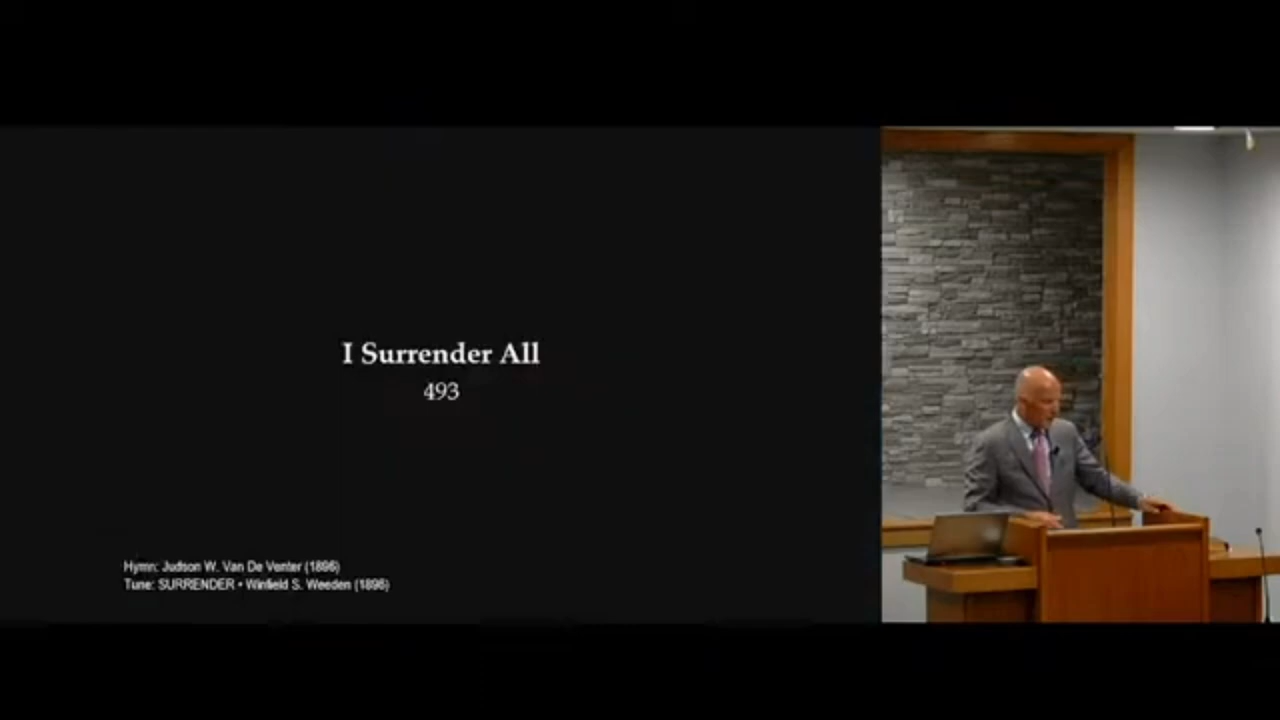 I Surrender All
493
Hymn: Judson W. Van De Venter (1896)
Tune: SURRENDER • Winfield S. Weeden (1896)